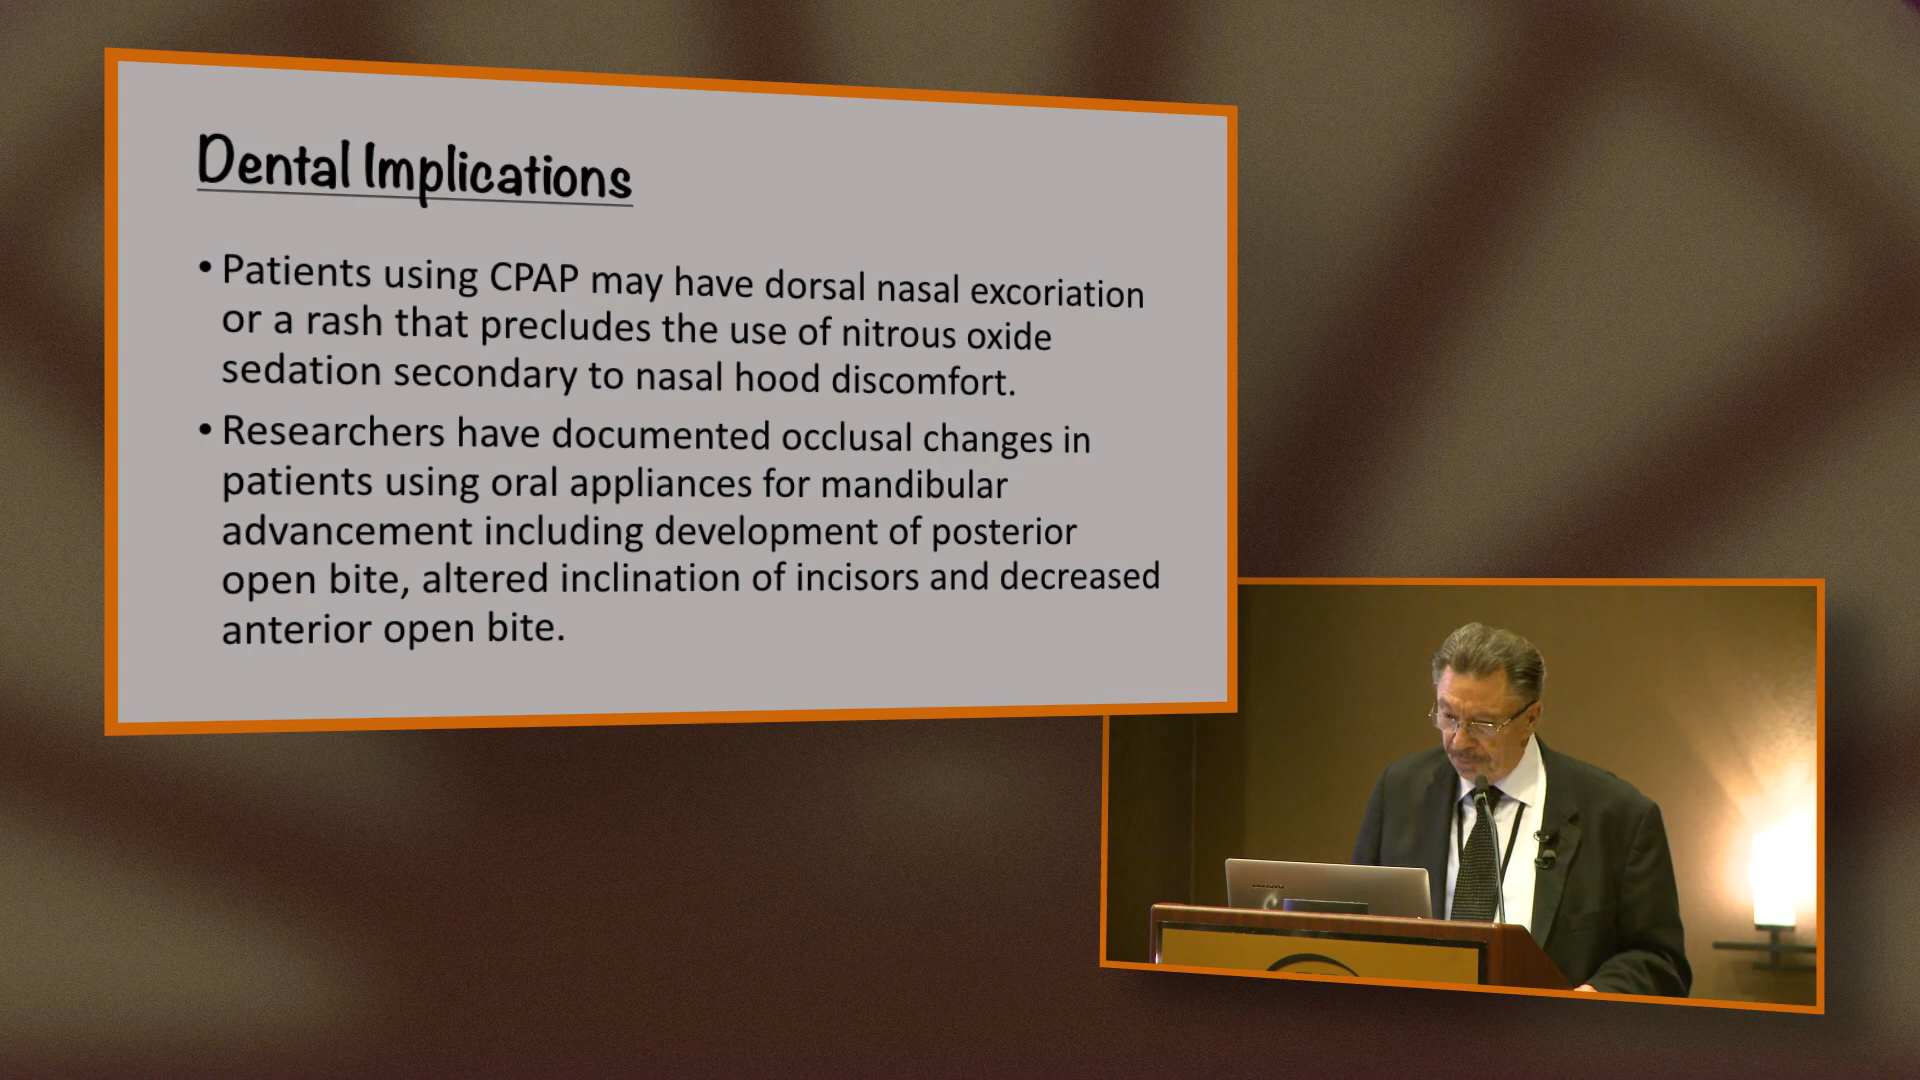 Dental Implications
• Patients using CPAP may have dorsal nasal excoriation
or a rash that precludes the use of nitrous oxide
sedation secondary to nasal hood discomfort.
• Researchers have documented occlusal changes in
patients using oral appliances for mandibular
advancement including development of posterior
open bite, altered inclination of incisors and decreased
anterior open bite.